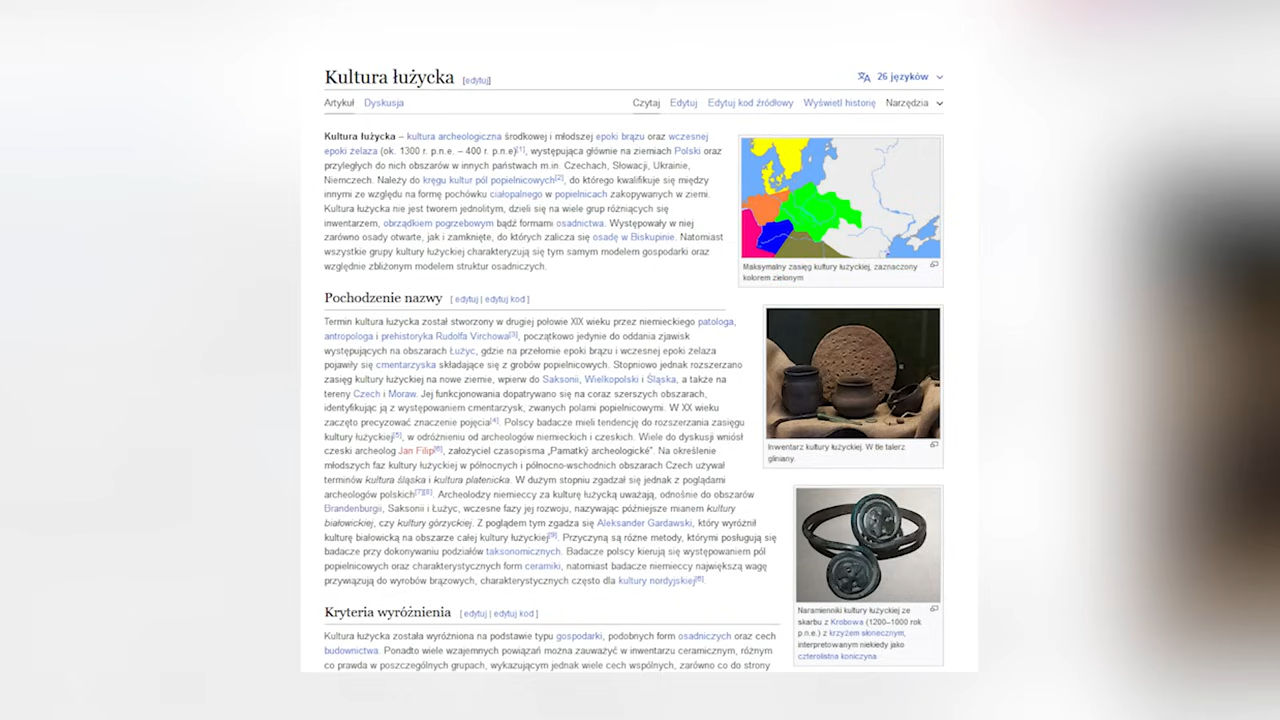 Kultura łużycka [edytuj]
26 języków
Artykuł Dyskusja Czytaj Edytuj Edytuj kod źródłowy Wyświetl historię Narzędzia
Kultura łużycka – kultura archeologiczna środkowej i młodszej epoki brązu oraz wczesnej
epoki żelaza (ok. 1300 r. p.n.e. – 400 r. p.n.e)[1], występująca głównie na ziemiach Polski oraz
przyległych do nich obszarów w innych państwach m.in. Czechach, Słowacji, Ukrainie,
Niemczech. Należy do kręgu kultur pól popielnicowych[2], do którego kwalifikuje się między
innymi ze względu na formę pochówku ciałopalnego w popielnicach zakopywanych w ziemi.
Kultura łużycka nie jest tworem jednolitym, dzieli się na wiele grup różniących się
inwentarzem, obrządkiem pogrzebowym bądź formami osadnictwa. Występowały w niej
zarówno osady otwarte, jak i zamknięte, do których zalicza się osadę w Biskupinie. Natomiast
wszystkie grupy kultury łużyckiej charakteryzują się tym samym modelem gospodarki oraz
względnie zbliżonym modelem struktur osadniczych.
Maksymalny zasięg kultury łużyckiej, zaznaczony
kolorem zielonym
Pochodzenie nazwy [ edytuj | edytuj kod ]
Termin kultura łużycka został stworzony w drugiej połowie XIX wieku przez niemieckiego patologa,
antropologa i prehistoryka Rudolfa Virchowa[3], początkowo jedynie do oddania zjawisk
występujących na obszarach Łużyc, gdzie na przełomie epoki brązu i wczesnej epoki żelaza
pojawiły się cmentarzyska składające się z grobów popielnicowych. Stopniowo jednak rozszerzano
zasięg kultury łużyckiej na nowe ziemie, wpierw do Saksonii, Wielkopolski i Śląska, a także na
tereny Czech i Moraw. Jej funkcjonowania dopatrywano się na coraz szerszych obszarach,
identyfikując ją z występowaniem cmentarzysk, zwanych polami popielnicowymi. W XX wieku
zaczęto precyzować znaczenie pojęcia[4]. Polscy badacze mieli tendencję do rozszerzania zasięgu
kultury łużyckiej[5], w odróżnieniu od archeologów niemieckich i czeskich. Wiele do dyskusji wniósł
czeski archeolog Jan Filip[6], założyciel czasopisma „Pamatký archeologické”. Na określenie
młodszych faz kultury łużyckiej w północnych i północno-wschodnich obszarach Czech używał
terminów kultura śląska i kultura platenicka. W dużym stopniu zgadzał się jednak z poglądami
archeologów polskich[7][8]. Archeolodzy niemieccy za kulturę łużycką uważają, odnośnie do obszarów
Brandenburgii, Saksonii i Łużyc, wczesne fazy jej rozwoju, nazywając późniejsze mianem kultury
białowickiej, czy kultury górzyckiej. Z poglądem tym zgadza się Aleksander Gardawski, który wyróżnił
kulturę białowicką na obszarze całej kultury łużyckiej[9]. Przyczyną są różne metody, którymi posługują się
badacze przy dokonywaniu podziałów taksonomicznych. Badacze polscy kierują się występowaniem pól
popielnicowych oraz charakterystycznych form ceramiki, natomiast badacze niemieccy największą wagę
przywiązują do wyrobów brązowych, charakterystycznych często dla kultury nordyjskiej[6].
Inwentarz kultury łużyckiej. W tle talerz
gliniany.
Naramienniki kultury łużyckiej ze
skarbu z Krobowa (1200–1000 rok
p.n.e.) z krzyżem słonecznym,
interpretowanym niekiedy jako
czterolistna koniczyna
Kryteria wyróżnienia [ edytuj | edytuj kod ]
Kultura łużycka została wyróżniona na podstawie typu gospodarki, podobnych form osadniczych oraz cech
budownictwa. Ponadto wiele wzajemnych powiązań można zauważyć w inwentarzu ceramicznym, różnym
co prawda w poszczególnych grupach, wykazującym jednak wiele cech wspólnych, zarówno co do strony